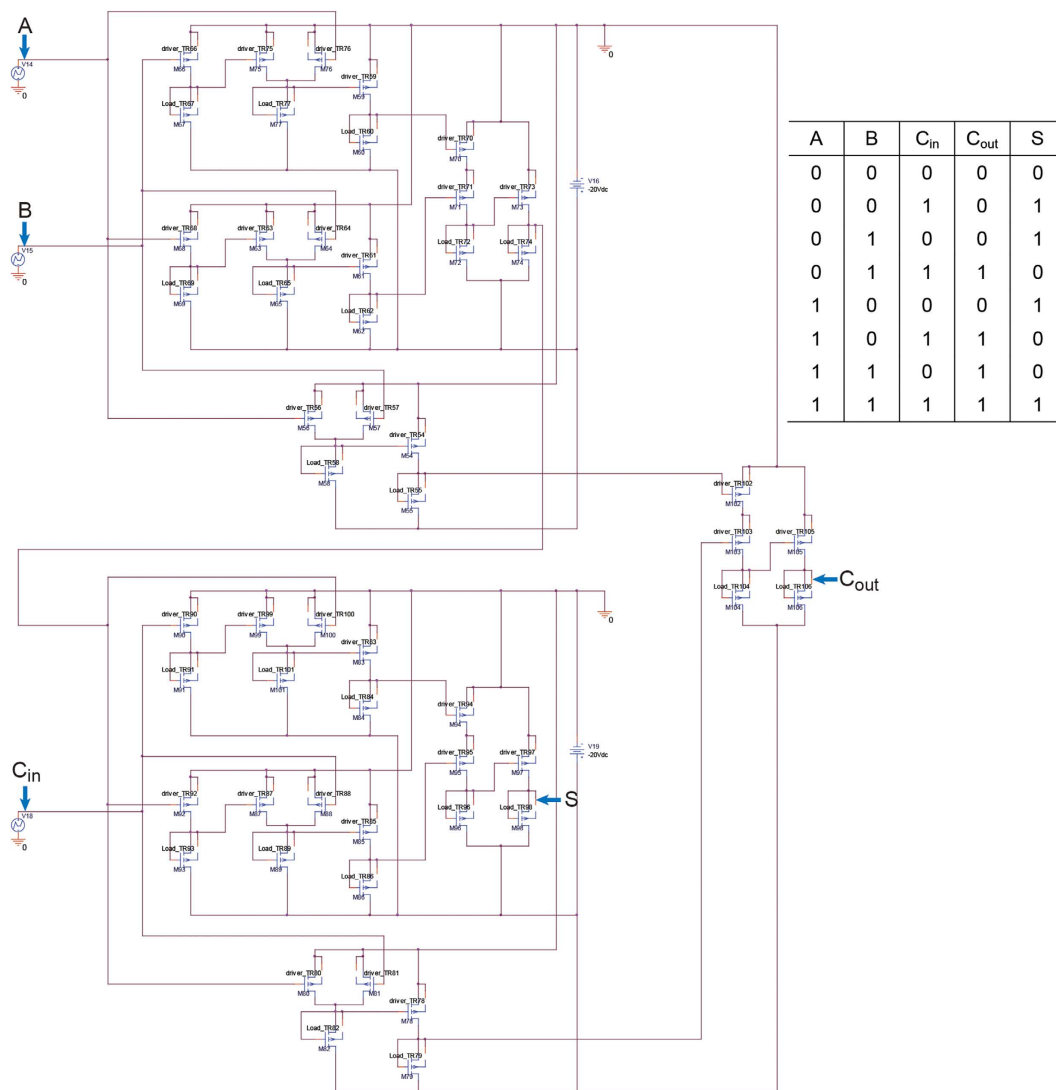 A
V14
0
driver_TR66
M66
driver_TR75
M75
driver_TR76
M76
driver_TR59
M59
Load_TR67
M67
Load_TR77
M77
Load_TR60
M60
driver_TR70
M70
Load_TR71
M71
driver_TR73
M73
Load_TR72
M72
Load_TR74
M74
0
V16
-20Vdc
B
V15
0
driver_TR68
M68
driver_TR63
M63
driver_TR64
M64
driver_TR61
M61
Load_TR69
M69
Load_TR65
M65
Load_TR62
M62
driver_TR56
M56
driver_TR57
M57
driver_TR54
M54
Load_TR58
M58
Load_TR55
M55
A B Cin Cout S
0 0 0 0 0
0 0 1 0 1
0 1 0 0 1
0 1 1 1 0
1 0 0 0 1
1 0 1 1 0
1 1 0 1 0
1 1 1 1 1
driver_TR102
M102
driver_TR103
M103
driver_TR105
M105
Load_TR104
M104
Load_TR106
M106
Cout
driver_TR90
M90
driver_TR99
M99
driver_TR100
M100
driver_TR83
M83
Load_TR91
M91
Load_TR101
M101
Load_TR84
M84
driver_TR94
M94
driver_TR95
M95
driver_TR97
M97
Load_TR96
M96
Load_TR98
M98
S
0
V19
-20Vdc
Cin
V18
0
driver_TR92
M92
driver_TR87
M87
driver_TR88
M88
driver_TR85
M85
Load_TR93
M93
Load_TR89
M89
Load_TR86
M86
driver_TR80
M80
driver_TR81
M81
driver_TR78
M78
Load_TR82
M82
Load_TR79
M79